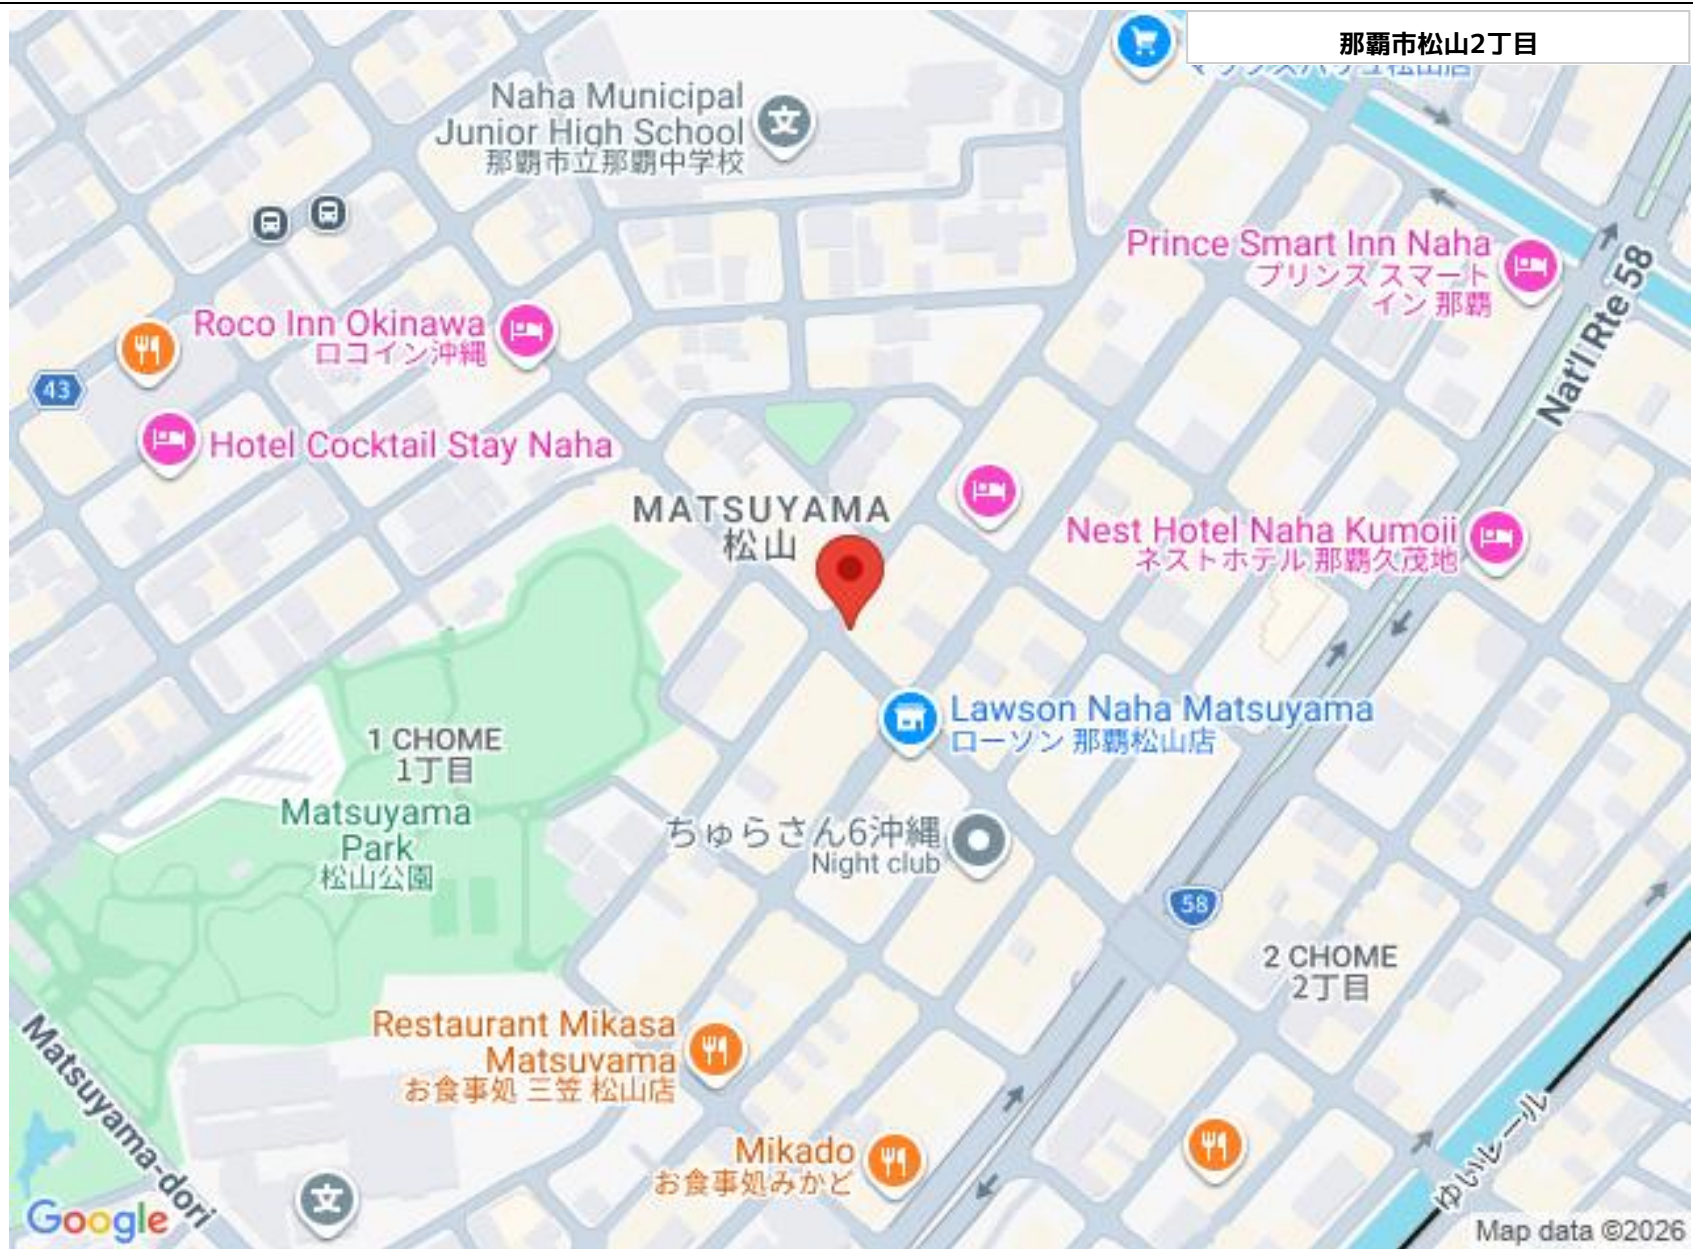 那覇市松山2丁目
Naha Municipal
Junior High School
那覇市立那覇中学校
Prince Smart Inn Naha
プリンス スマート
イン 那覇
Nat'l Rte 58
Roco Inn Okinawa
ロコイン沖縄
43
Hotel Cocktail Stay Naha
MATSUYAMA
松山
Nest Hotel Naha Kumoji
ネストホテル 那覇久茂地
Lawson Naha Matsuyama
ローソン 那覇松山店
1 CHOME
1丁目
Matsuyama
Park
松山公園
ちゅらさん6沖縄
Night club
58
2 CHOME
2丁目
Restaurant Mikasa
Matsuyama
お食事処 三笠 松山店
Matsuyama-dori
Mikado
お食事処みかど
ゆいレール
Google
Map data ©2026